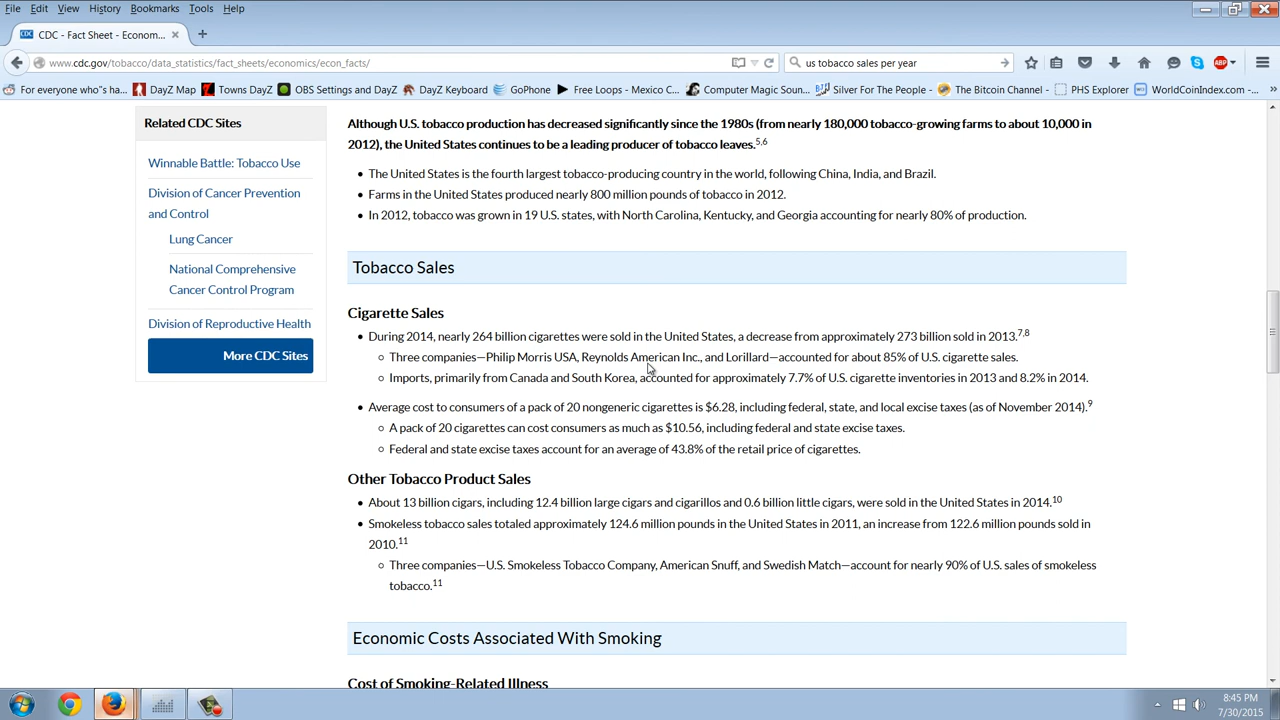 File Edit View History Bookmarks Tools Help
CDC - Fact Sheet - Econom...
www.cdc.gov/tobacco/data_statistics/fact_sheets/economics/econ_facts/
us tobacco sales per year
For everyone who"s ha...
DayZ Map
Towns DayZ
OBS Settings and DayZ
DayZ Keyboard
GoPhone
Free Loops - Mexico C...
Computer Magic Soun...
Silver For The People -
The Bitcoin Channel -
PHS Explorer
WorldCoinIndex.com -...
Related CDC Sites
Winnable Battle: Tobacco Use
Division of Cancer Prevention
and Control
Lung Cancer
National Comprehensive
Cancer Control Program
Division of Reproductive Health
More CDC Sites
Although U.S. tobacco production has decreased significantly since the 1980s (from nearly 180,000 tobacco-growing farms to about 10,000 in
2012), the United States continues to be a leading producer of tobacco leaves.5,6
• The United States is the fourth largest tobacco-producing country in the world, following China, India, and Brazil.
• Farms in the United States produced nearly 800 million pounds of tobacco in 2012.
• In 2012, tobacco was grown in 19 U.S. states, with North Carolina, Kentucky, and Georgia accounting for nearly 80% of production.
Tobacco Sales
Cigarette Sales
• During 2014, nearly 264 billion cigarettes were sold in the United States, a decrease from approximately 273 billion sold in 2013.7,8
Three companies—Philip Morris USA, Reynolds American Inc., and Lorillard—accounted for about 85% of U.S. cigarette sales.
Imports, primarily from Canada and South Korea, accounted for approximately 7.7% of U.S. cigarette inventories in 2013 and 8.2% in 2014.
• Average cost to consumers of a pack of 20 nongeneric cigarettes is $6.28, including federal, state, and local excise taxes (as of November 2014).9
A pack of 20 cigarettes can cost consumers as much as $10.56, including federal and state excise taxes.
Federal and state excise taxes account for an average of 43.8% of the retail price of cigarettes.
Other Tobacco Product Sales
• About 13 billion cigars, including 12.4 billion large cigars and cigarillos and 0.6 billion little cigars, were sold in the United States in 2014.10
• Smokeless tobacco sales totaled approximately 124.6 million pounds in the United States in 2011, an increase from 122.6 million pounds sold in
2010.11
Three companies—U.S. Smokeless Tobacco Company, American Snuff, and Swedish Match—account for nearly 90% of U.S. sales of smokeless
tobacco.11
Economic Costs Associated With Smoking
Cost of Smoking-Related Illness
8:45 PM
7/30/2015